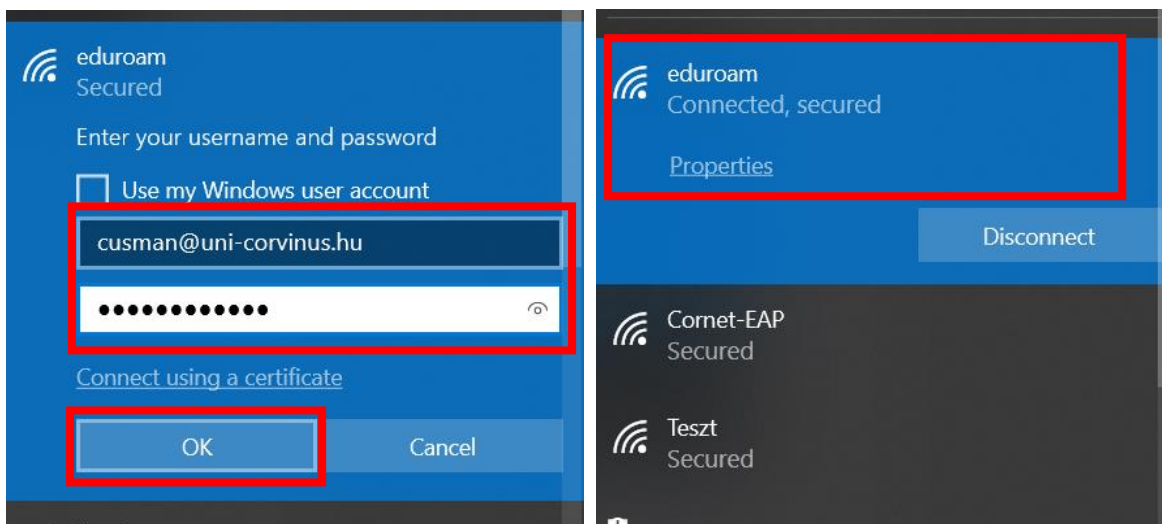 eduroam
Secured
Enter your username and password
Use my Windows user account
cusman@uni-corvinus.hu
••••••••••••
Connect using a certificate
OK
Cancel
eduroam
Connected, secured
Properties
Disconnect
Cornet-EAP
Secured
Teszt
Secured